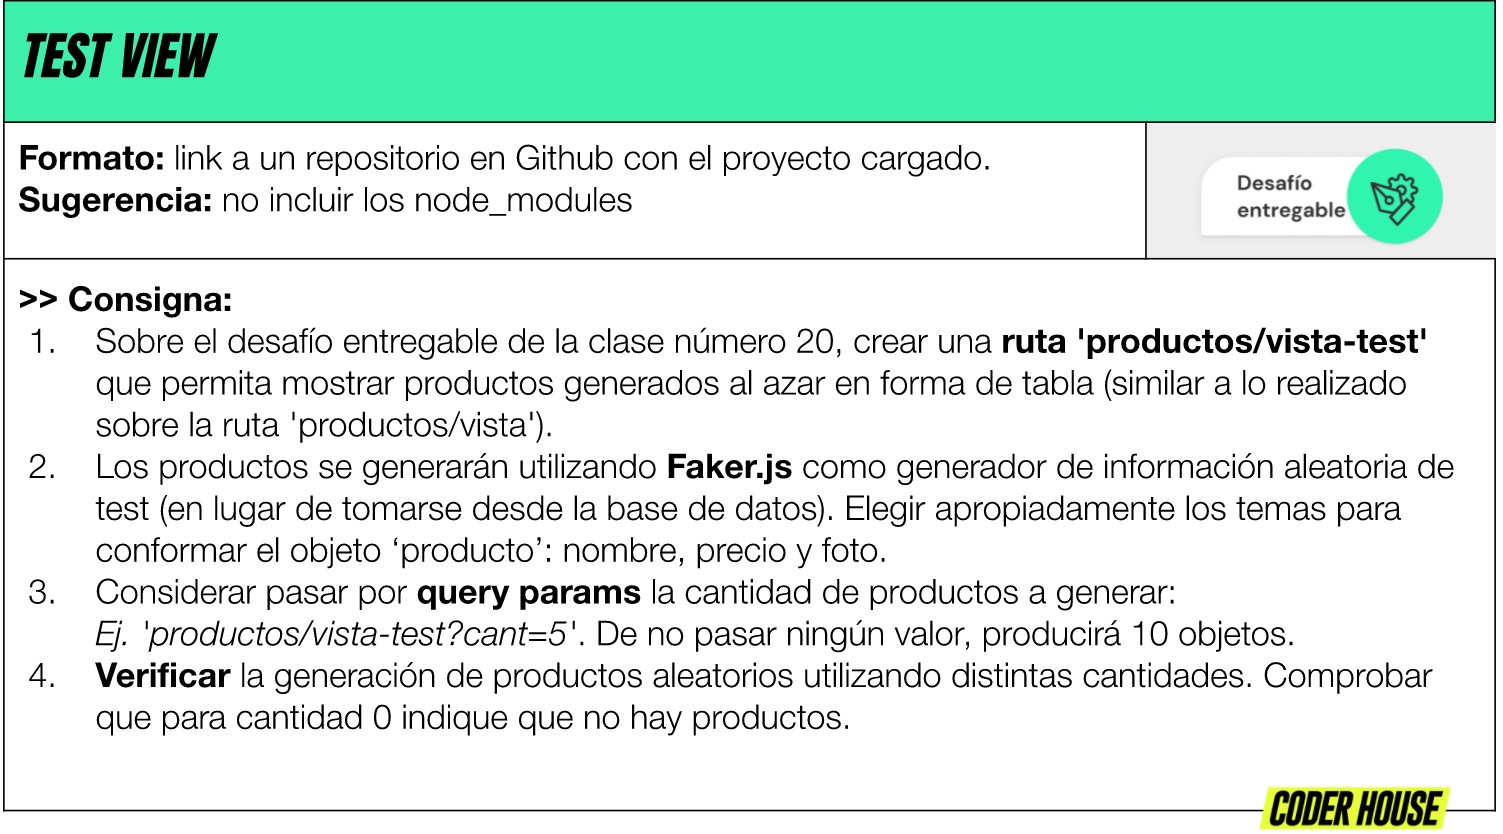 TEST VIEW
Formato: link a un repositorio en Github con el proyecto cargado.
Sugerencia: no incluir los node_modules
Desafío
entregable
>> Consigna:
1. Sobre el desafío entregable de la clase número 20, crear una ruta 'productos/vista-test'
que permita mostrar productos generados al azar en forma de tabla (similar a lo realizado
sobre la ruta 'productos/vista').
2. Los productos se generarán utilizando Faker.js como generador de información aleatoria de
test (en lugar de tomarse desde la base de datos). Elegir apropiadamente los temas para
conformar el objeto ‘producto’: nombre, precio y foto.
3. Considerar pasar por query params la cantidad de productos a generar:
Ej. 'productos/vista-test?cant=5'. De no pasar ningún valor, producirá 10 objetos.
4. Verificar la generación de productos aleatorios utilizando distintas cantidades. Comprobar
que para cantidad 0 indique que no hay productos.
CODER HOUSE